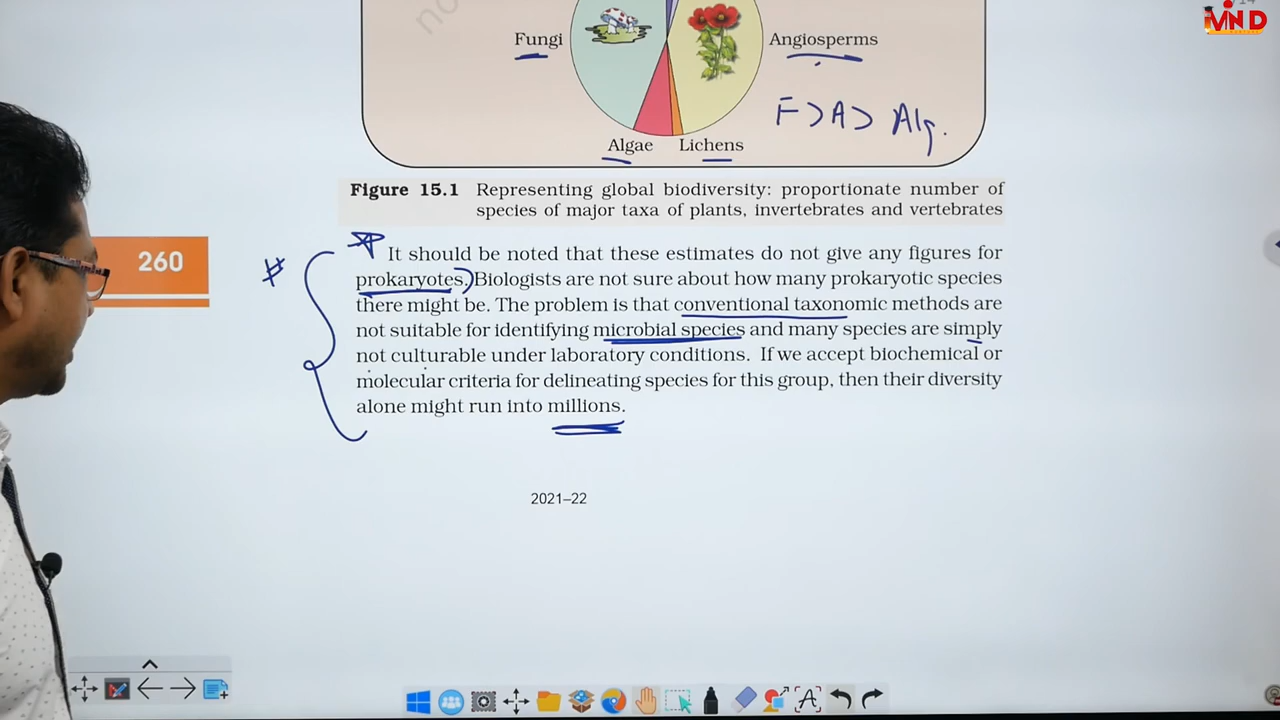 MND
Fungi
Angiosperms
F > A > Alg.
Algae
Lichens
Figure 15.1 Representing global biodiversity: proportionate number of
species of major taxa of plants, invertebrates and vertebrates
It should be noted that these estimates do not give any figures for
260
prokaryotes. Biologists are not sure about how many prokaryotic species
there might be. The problem is that conventional taxonomic methods are
not suitable for identifying microbial species and many species are simply
not culturable under laboratory conditions. If we accept biochemical or
molecular criteria for delineating species for this group, then their diversity
alone might run into millions.
2021–22